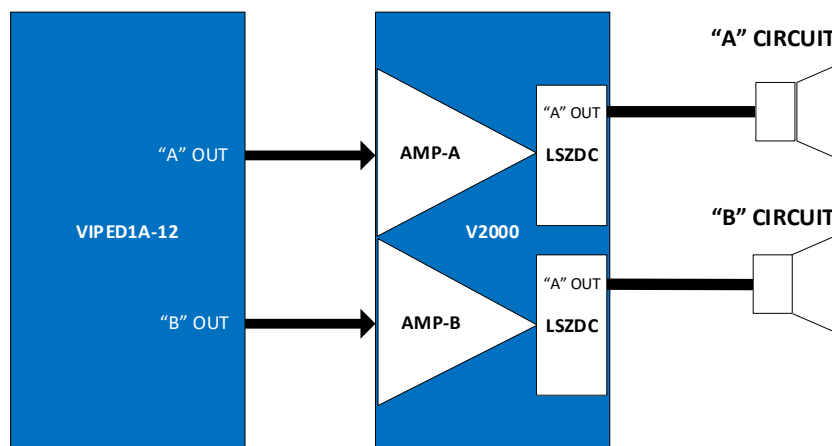 “A” CIRCUIT
“A” OUT
“A” OUT
AMP-A
LSZDC
“B” CIRCUIT
VIPED1A-12
V2000
“A” OUT
“B” OUT
AMP-B
LSZDC